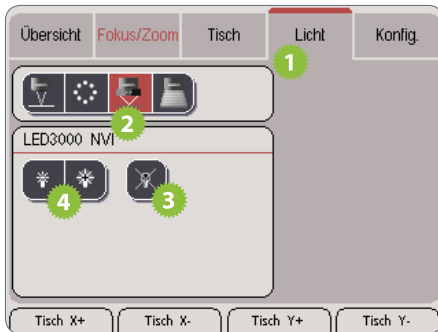 Übersicht Fokus/Zoom Tisch Licht Konfig.
1
2
LED3000 NVI
4 3
Tisch X+ Tisch X- Tisch Y+ Tisch Y-